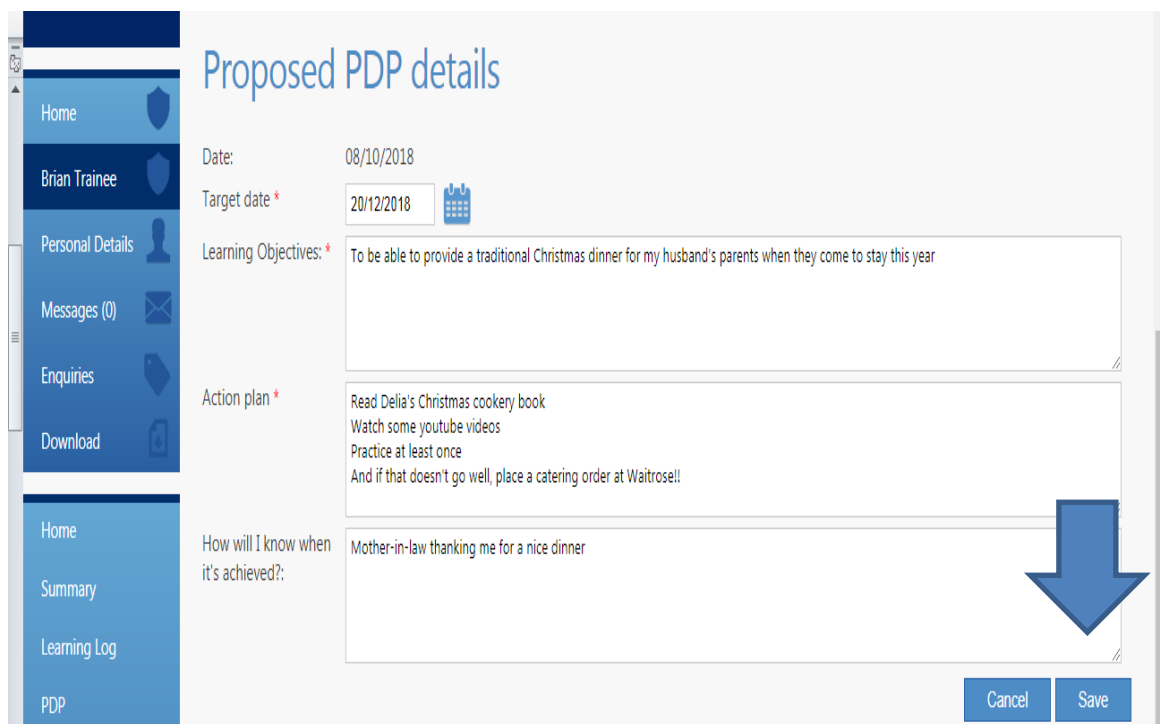 Proposed PDP details
Home
Brian Trainee
Personal Details
Messages (0)
Enquiries
Download
Home
Summary
Learning Log
PDP
Date:
08/10/2018
Target date *
20/12/2018
Learning Objectives: *
To be able to provide a traditional Christmas dinner for my husband's parents when they come to stay this year
Action plan *
Read Delia's Christmas cookery book
Watch some youtube videos
Practice at least once
And if that doesn't go well, place a catering order at Waitrose!!
How will I know when
it's achieved?:
Mother-in-law thanking me for a nice dinner
Cancel
Save